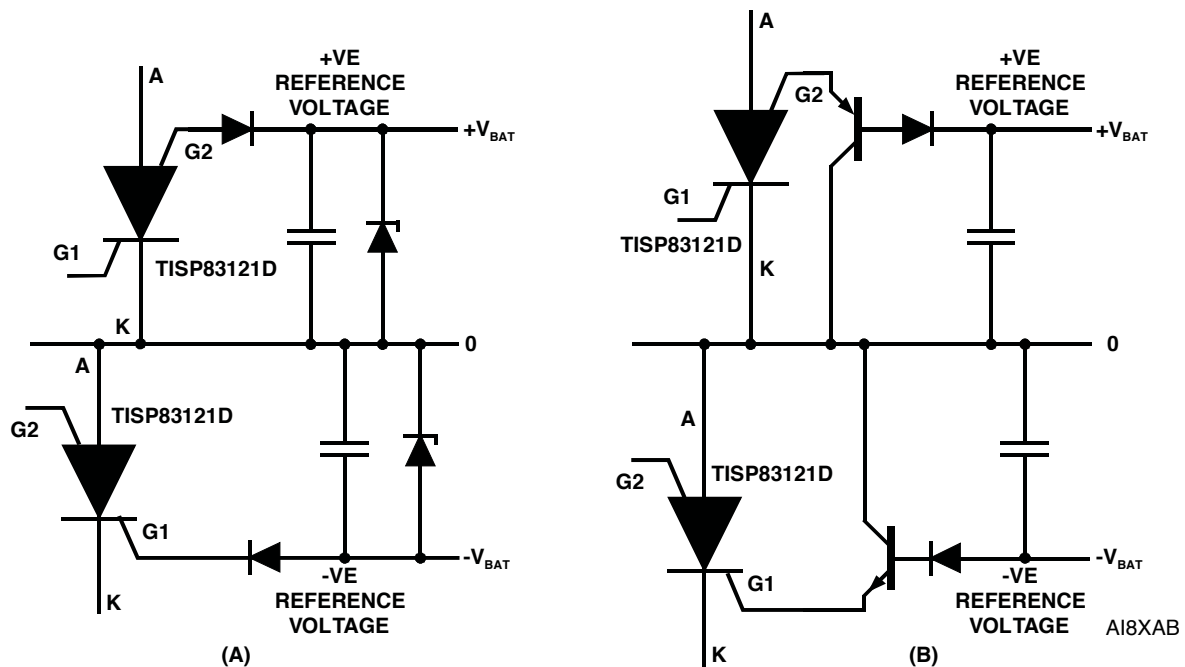 A
+VE
REFERENCE
VOLTAGE
+VBAT
G2
G1
TISP83121D
K
0
A
TISP83121D
G2
G1
-VBAT
-VE
REFERENCE
VOLTAGE
K
(A)
A
+VE
REFERENCE
VOLTAGE
G2
+VBAT
G1
TISP83121D
K
0
A
TISP83121D
G2
G1
-VBAT
-VE
REFERENCE
VOLTAGE
AI8XAB
K
(B)